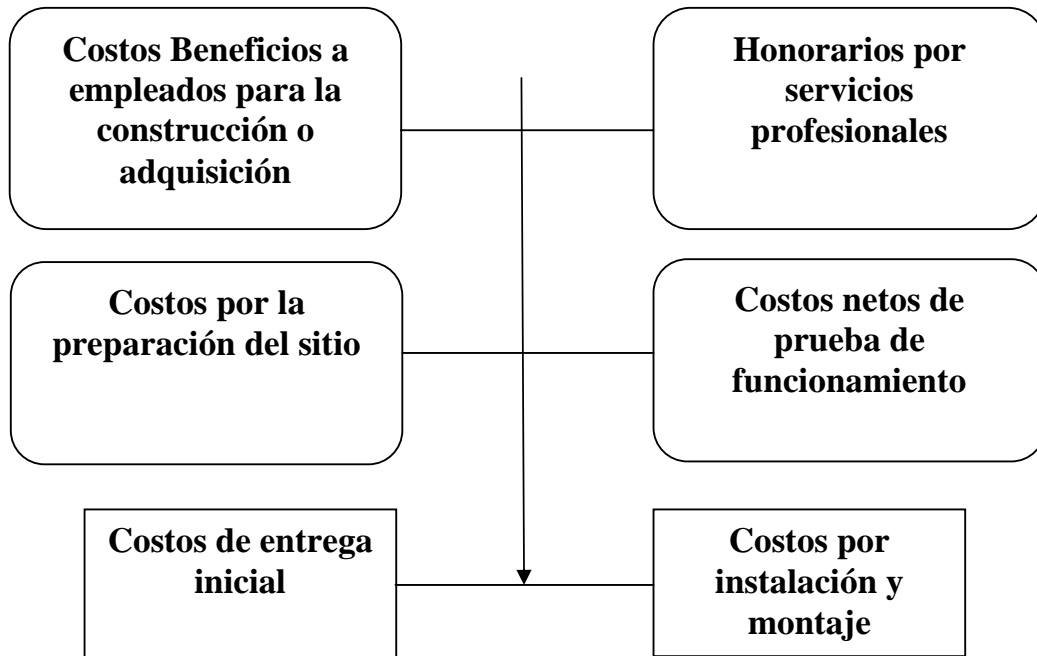 Costos Beneficios a
empleados para la
construcción o
adquisición
Honorarios por
servicios
profesionales
Costos por la
preparación del sitio
Costos netos de
prueba de
funcionamiento
Costos de entrega
inicial
Costos por
instalación y
montaje